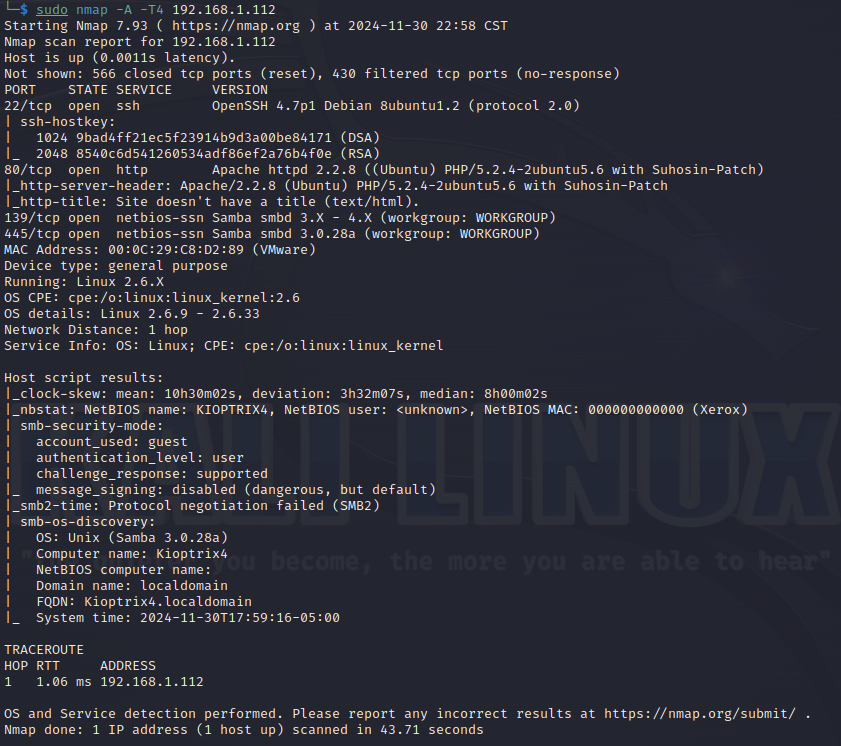 └─$ sudo nmap -A -T4 192.168.1.112
Starting Nmap 7.93 ( https://nmap.org ) at 2024-11-30 22:58 CST
Nmap scan report for 192.168.1.112
Host is up (0.0011s latency).
Not shown: 566 closed tcp ports (reset), 430 filtered tcp ports (no-response)
PORT    STATE SERVICE     VERSION
22/tcp  open  ssh         OpenSSH 4.7p1 Debian 8ubuntu1.2 (protocol 2.0)
| ssh-hostkey:
|   1024 9bad4ff21ec5f23914b9d3a00be84171 (DSA)
|_  2048 8540c6d541260534adf86ef2a76b4f0e (RSA)
80/tcp  open  http        Apache httpd 2.2.8 ((Ubuntu) PHP/5.2.4-2ubuntu5.6 with Suhosin-Patch)
|_http-server-header: Apache/2.2.8 (Ubuntu) PHP/5.2.4-2ubuntu5.6 with Suhosin-Patch
|_http-title: Site doesn't have a title (text/html).
139/tcp open  netbios-ssn Samba smbd 3.X - 4.X (workgroup: WORKGROUP)
445/tcp open  netbios-ssn Samba smbd 3.0.28a (workgroup: WORKGROUP)
MAC Address: 00:0C:29:C8:D2:89 (VMware)
Device type: general purpose
Running: Linux 2.6.X
OS CPE: cpe:/o:linux:linux_kernel:2.6
OS details: Linux 2.6.9 - 2.6.33
Network Distance: 1 hop
Service Info: OS: Linux; CPE: cpe:/o:linux:linux_kernel

Host script results:
|_clock-skew: mean: 10h30m02s, deviation: 3h32m07s, median: 8h00m02s
|_nbstat: NetBIOS name: KIOPTRIX4, NetBIOS user: <unknown>, NetBIOS MAC: 000000000000 (Xerox)
| smb-security-mode:
|   account_used: guest
|   authentication_level: user
|   challenge_response: supported
|_  message_signing: disabled (dangerous, but default)
|_smb2-time: Protocol negotiation failed (SMB2)
| smb-os-discovery:
|   OS: Unix (Samba 3.0.28a)
|   Computer name: Kioptrix4
|   NetBIOS computer name:
|   Domain name: localdomain
|   FQDN: Kioptrix4.localdomain
|_  System time: 2024-11-30T17:59:16-05:00

TRACEROUTE
HOP RTT     ADDRESS
1   1.06 ms 192.168.1.112

OS and Service detection performed. Please report any incorrect results at https://nmap.org/submit/ .
Nmap done: 1 IP address (1 host up) scanned in 43.71 seconds
KALI LINUX
you become, the more you are able to hear"